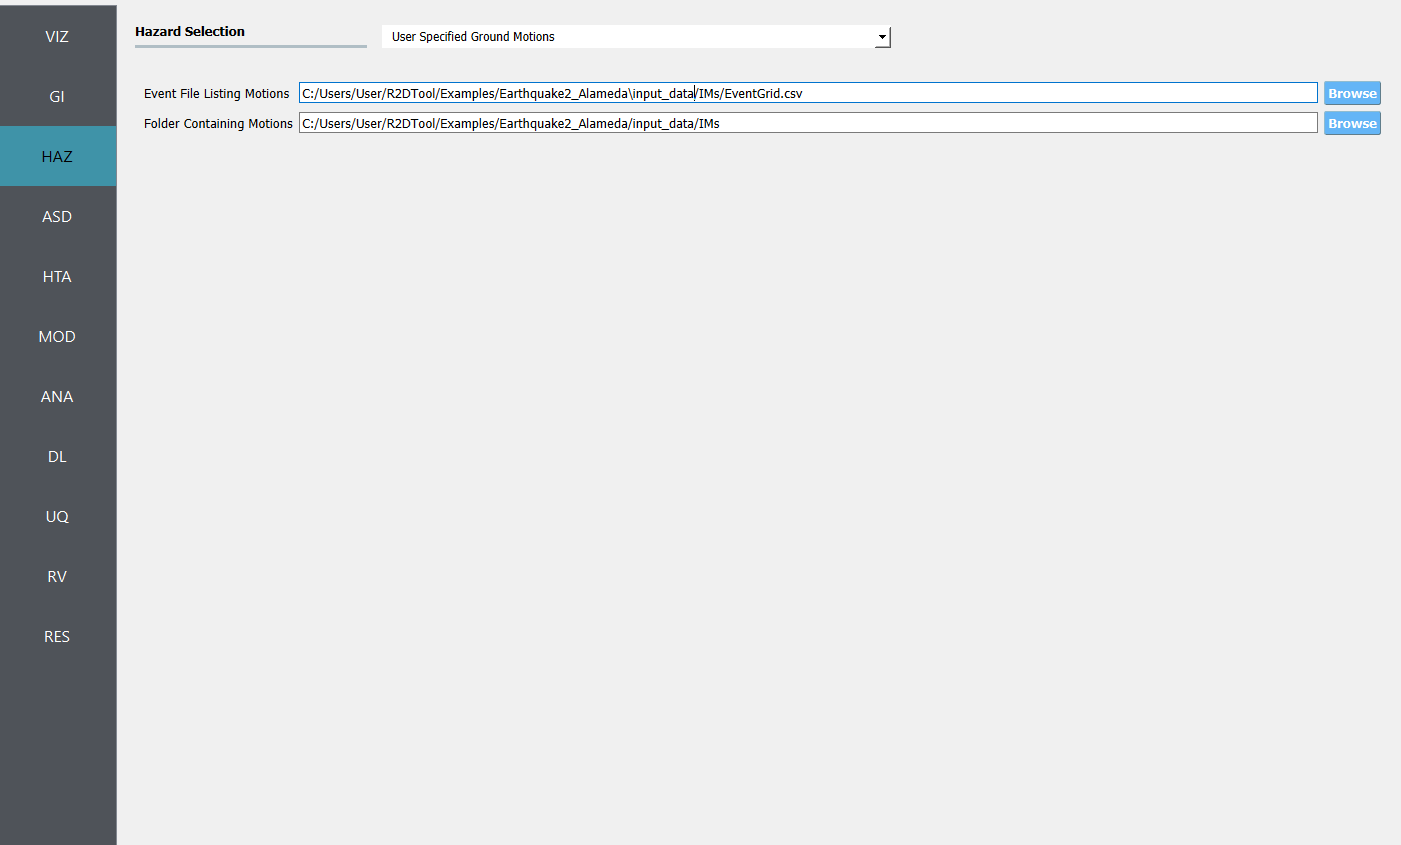 VIZ
GI
HAZ
ASD
HTA
MOD
ANA
DL
UQ
RV
RES
Hazard Selection
User Specified Ground Motions
Event File Listing Motions C:/Users/User/R2DTool/Examples/Earthquake2_Alameda\input_data/IMs/EventGrid.csv Browse
Folder Containing Motions C:/Users/User/R2DTool/Examples/Earthquake2_Alameda/input_data/IMs Browse